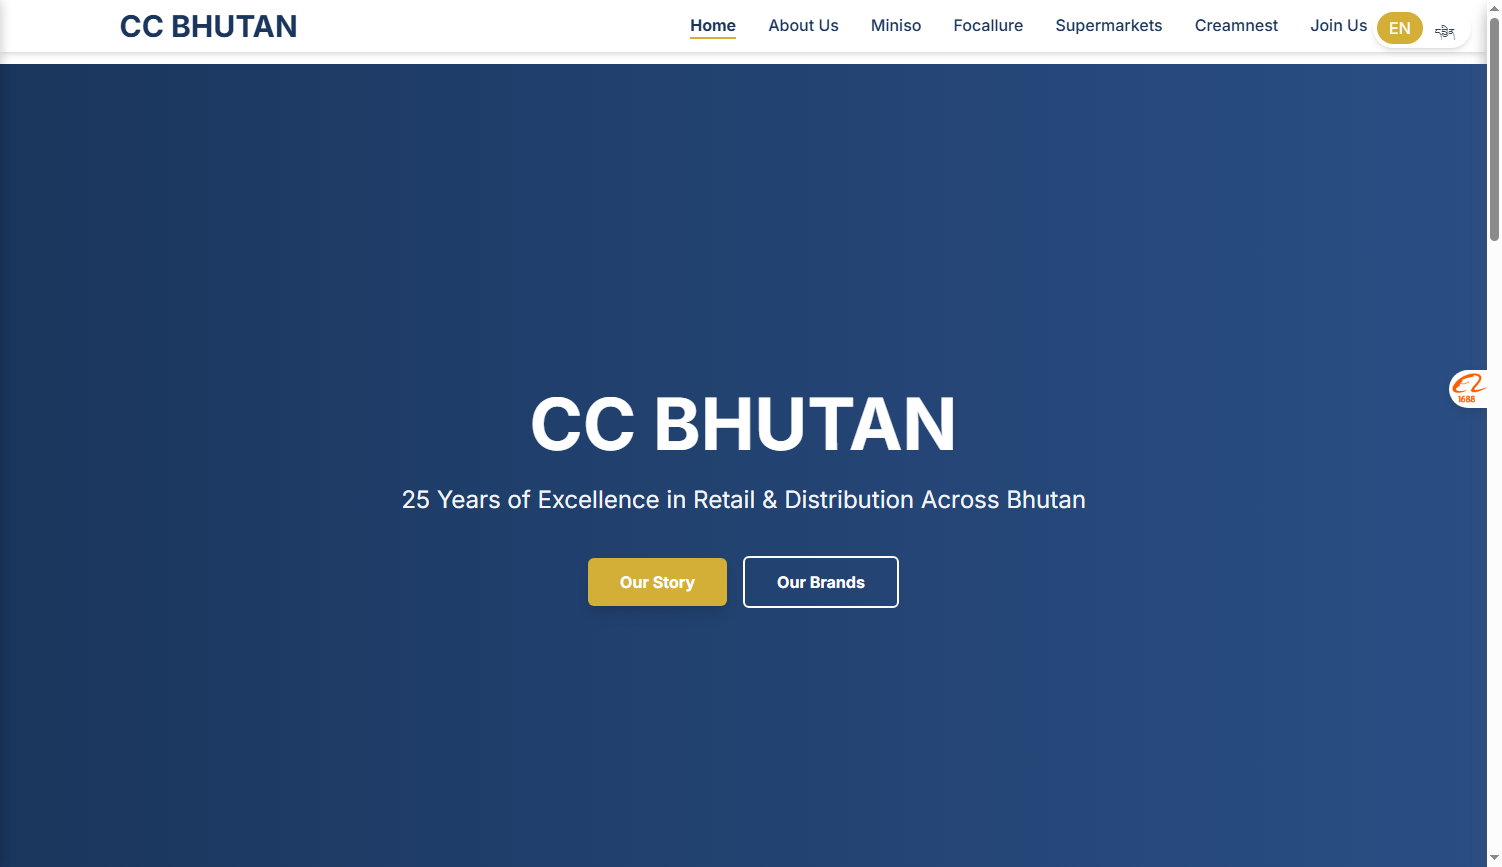 CC BHUTAN
Home About Us Miniso Focallure Supermarkets Creamnest Join Us EN
CC BHUTAN
25 Years of Excellence in Retail & Distribution Across Bhutan
Our Story Our Brands
1688